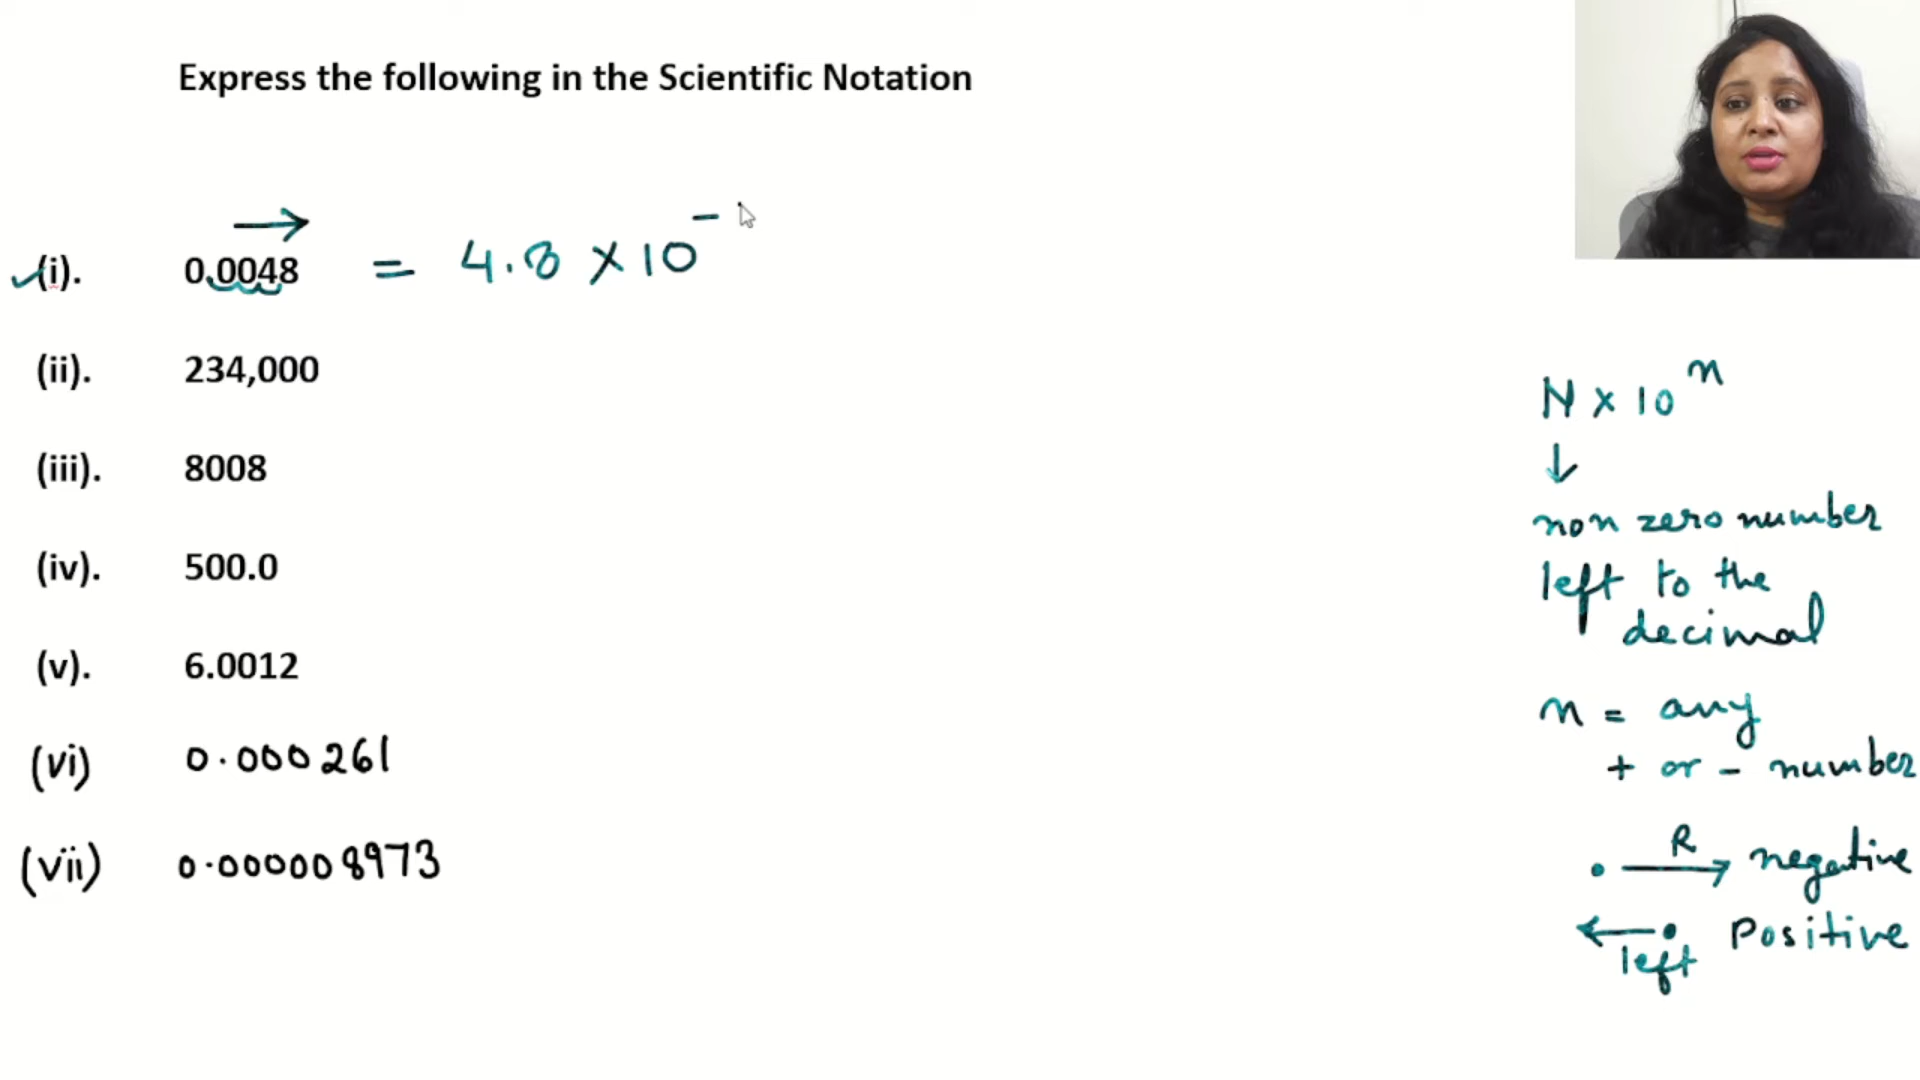 Express the following in the Scientific Notation
(i). 0.0048 = 4.8 × 10⁻
(ii). 234,000
(iii). 8008
(iv). 500.0
(v). 6.0012
(vi) 0.000261
(vii) 0.000008973
N × 10ⁿ
↓
non zero number
left to the
decimal
n = any
+ or - number
• → R negative
← • left Positive